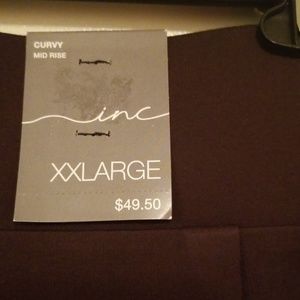 CURVY
MID RISE
inc
XXLARGE
$49.50